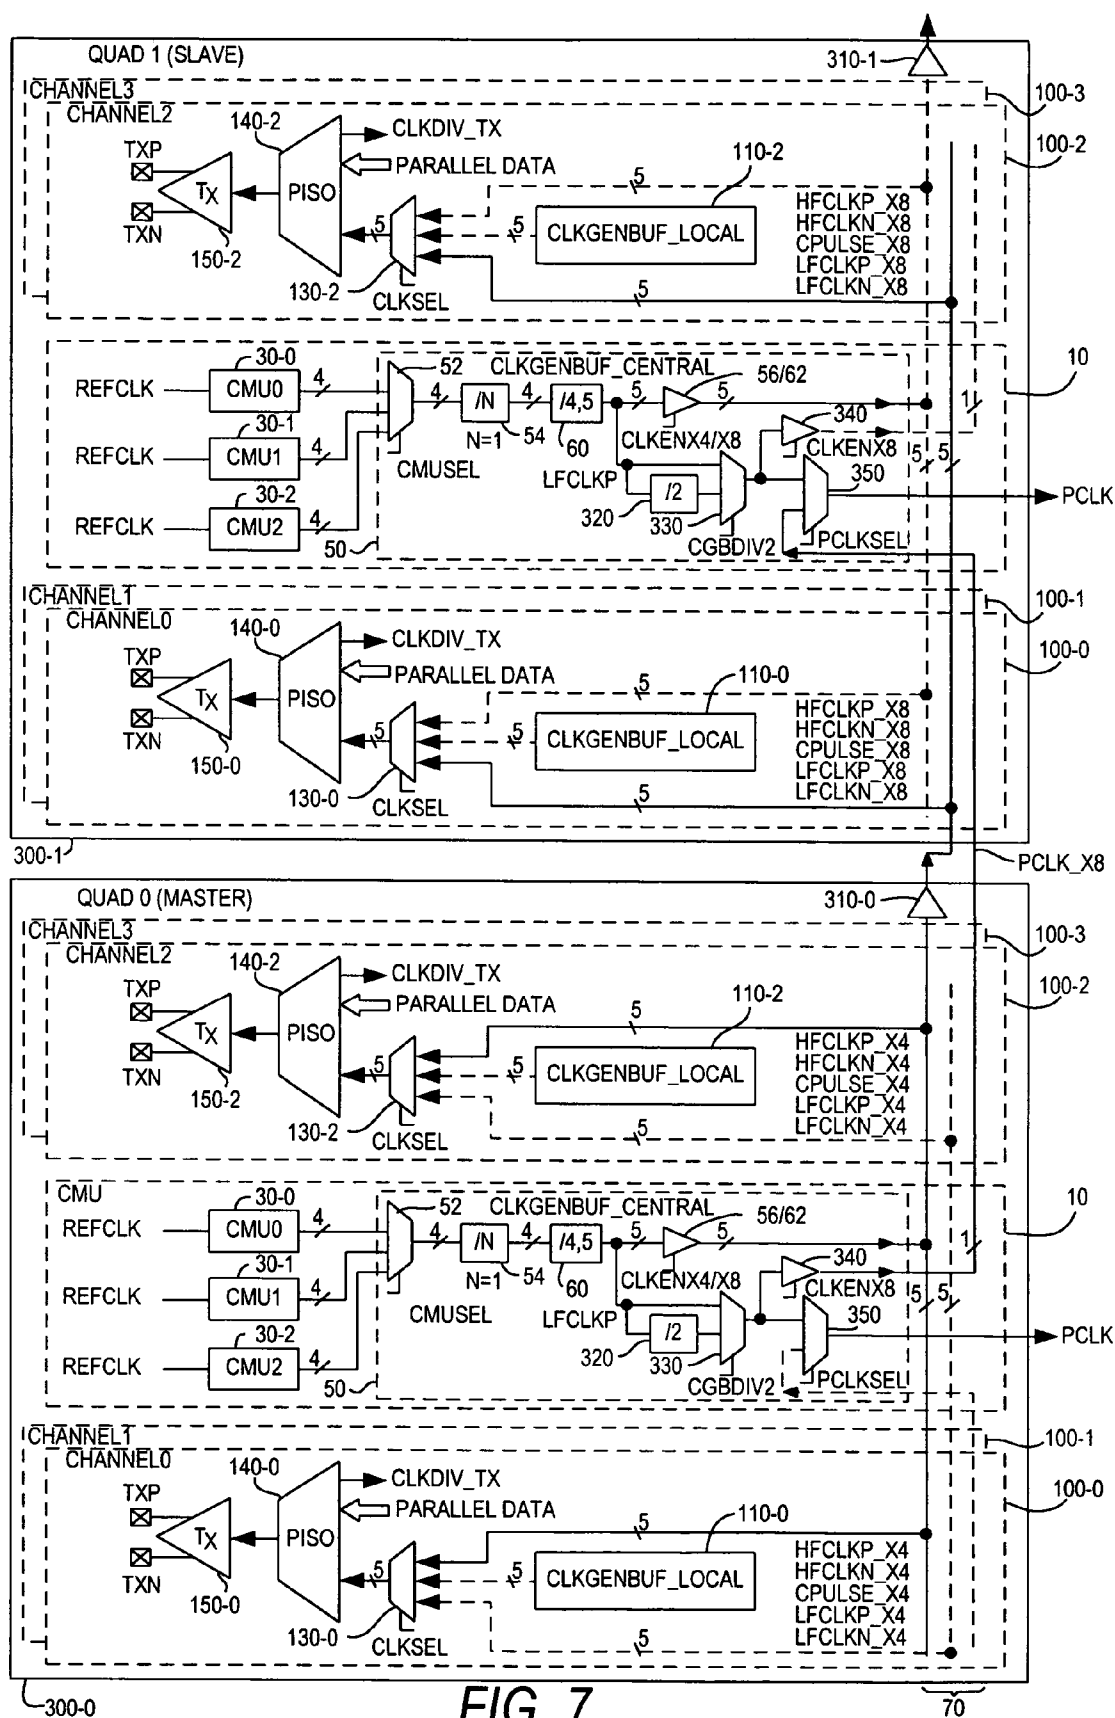 QUAD 1 (SLAVE)
310-1
CHANNEL3
100-3
CHANNEL2
140-2
CLKDIV_TX
100-2
TXP
PARALLEL DATA
110-2
5
TX
PISO
HFCLKP_X8
HFCLKN_X8
CPULSE_X8
LFCLKP_X8
LFCLKN_X8
5
5
CLKGENBUF_LOCAL
TXN
150-2
130-2
CLKSEL
5
30-0
52
CLKGENBUF_CENTRAL
56/62
10
REFCLK
CMU0
4
4
/N
4
/4,5
5
5
340
1
30-1
N=1
54
60
CLKENX4/X8
CLKENX8
REFCLK
CMU1
4
CMUSEL
LFCLKP
5
5
350
30-2
/2
PCLK
REFCLK
CMU2
4
320
330
50
CGBDIV2
PCLKSEL
CHANNEL1
100-1
CHANNEL0
140-0
CLKDIV_TX
100-0
TXP
PARALLEL DATA
110-0
5
TX
PISO
HFCLKP_X8
HFCLKN_X8
CPULSE_X8
LFCLKP_X8
LFCLKN_X8
5
5
CLKGENBUF_LOCAL
TXN
150-0
130-0
CLKSEL
5
300-1
PCLK_X8
QUAD 0 (MASTER)
310-0
CHANNEL3
100-3
CHANNEL2
140-2
CLKDIV_TX
100-2
TXP
PARALLEL DATA
110-2
5
TX
PISO
HFCLKP_X4
HFCLKN_X4
CPULSE_X4
LFCLKP_X4
LFCLKN_X4
5
5
CLKGENBUF_LOCAL
TXN
150-2
130-2
CLKSEL
5
CMU
30-0
52
CLKGENBUF_CENTRAL
56/62
10
REFCLK
CMU0
4
4
/N
4
/4,5
5
5
340
1
30-1
N=1
54
60
CLKENX4/X8
CLKENX8
REFCLK
CMU1
4
CMUSEL
LFCLKP
5
5
350
30-2
/2
PCLK
REFCLK
CMU2
4
320
330
50
CGBDIV2
PCLKSEL
CHANNEL1
100-1
CHANNEL0
140-0
CLKDIV_TX
100-0
TXP
PARALLEL DATA
110-0
5
TX
PISO
HFCLKP_X4
HFCLKN_X4
CPULSE_X4
LFCLKP_X4
LFCLKN_X4
5
5
CLKGENBUF_LOCAL
TXN
150-0
130-0
CLKSEL
5
300-0
FIG. 7
70